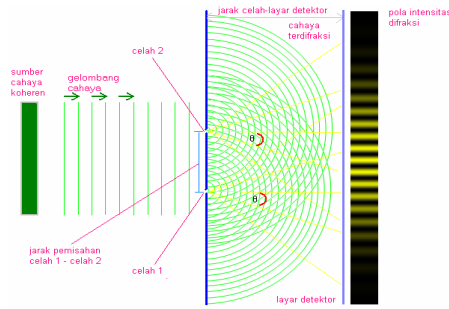 jarak celah-layar detektor
cahaya
terdifraksi
pola intensitas
difraksi
celah 2
sumber
cahaya
koheren
gelombang
cahaya
θ
θ
jarak pemisahan
celah 1 - celah 2
celah 1
layar detektor